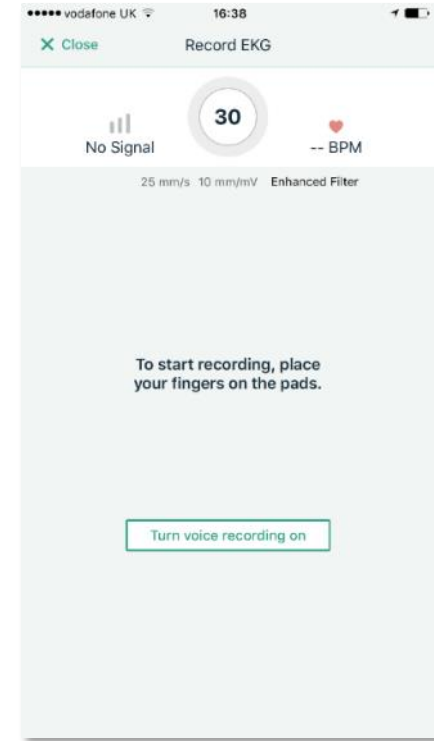 vodafone UK 16:38
X Close Record EKG
30
No Signal -- BPM
25 mm/s 10 mm/mV Enhanced Filter
To start recording, place
your fingers on the pads.
Turn voice recording on